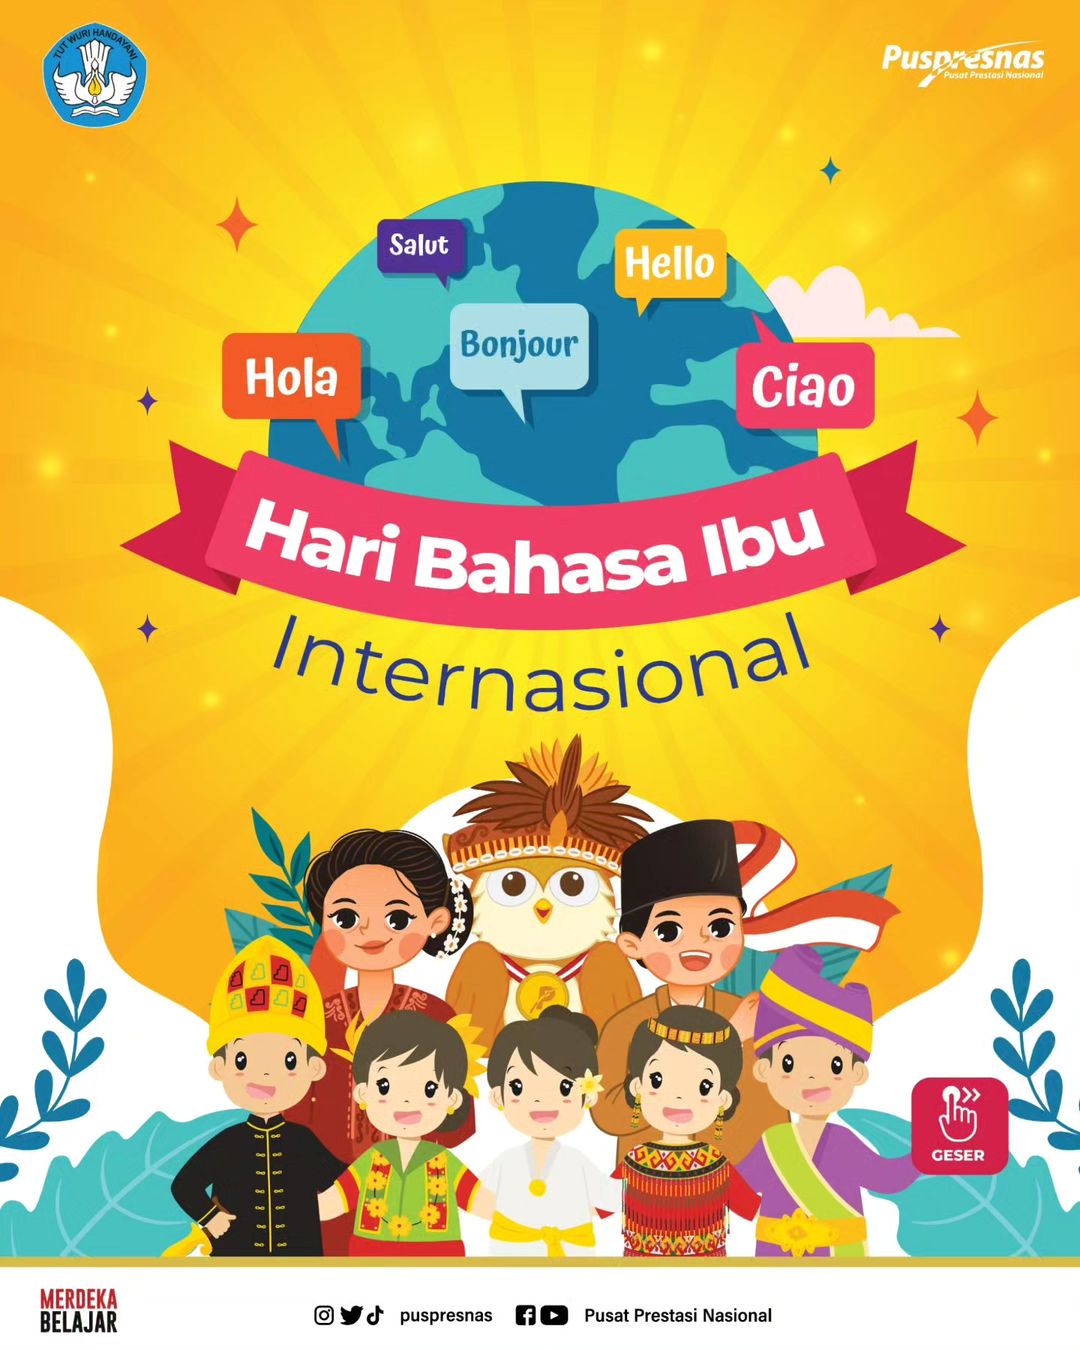 TUT WURI HANDAYANI
Puspresnas
Pusat Prestasi Nasional
Salut
Hello
Bonjour
Hola
Ciao
Hari Bahasa Ibu
Internasional
GESER
MERDEKA
BELAJAR
puspresnas
Pusat Prestasi Nasional